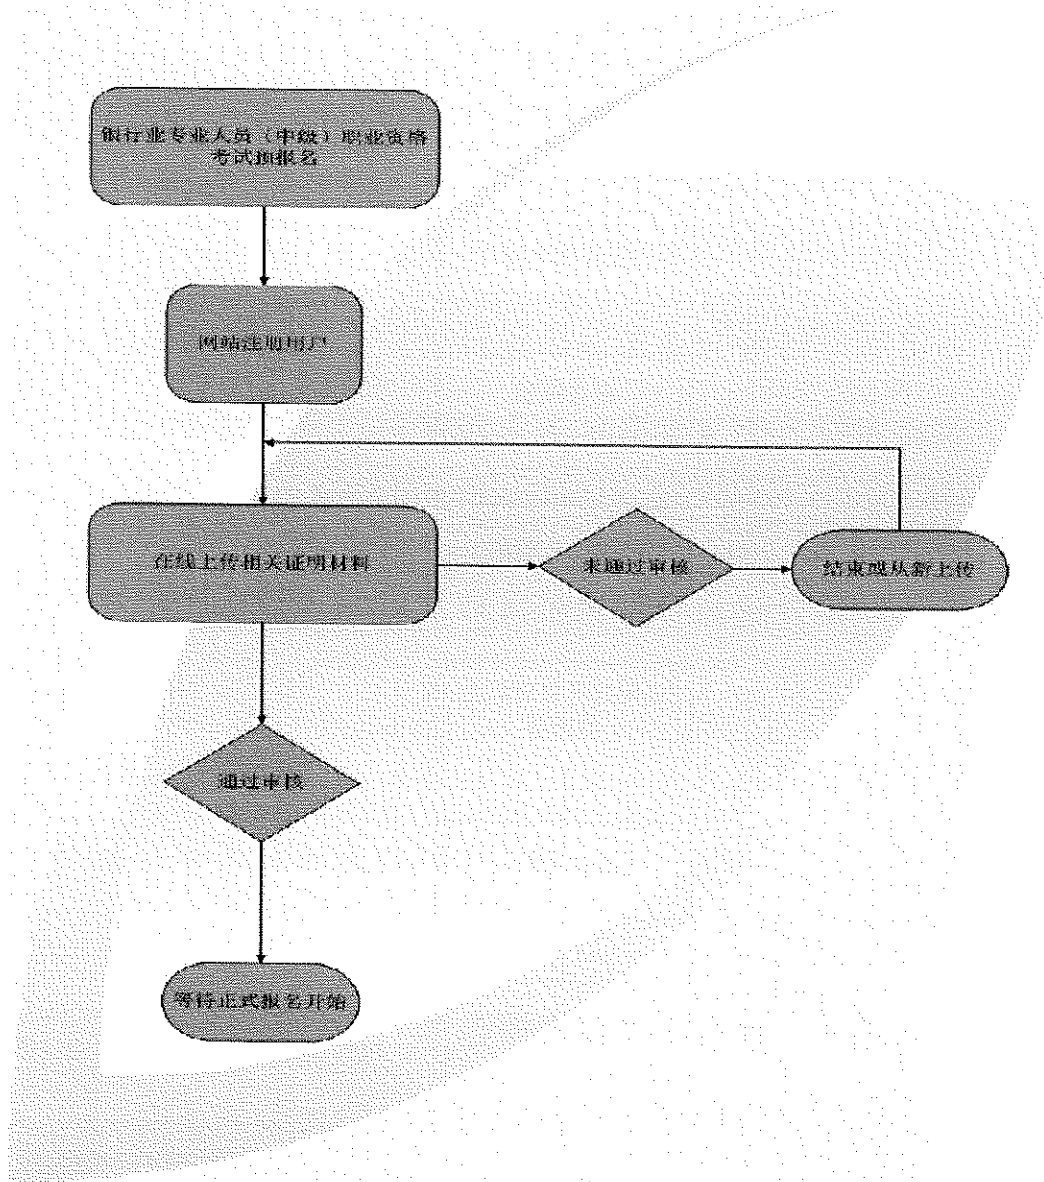 银行业专业人员（中级）职业资格
考试预报名
网站注册用户
在线上传相关证明材料
未通过审核
结束或从新上传
通过审核
等待正式报名开始